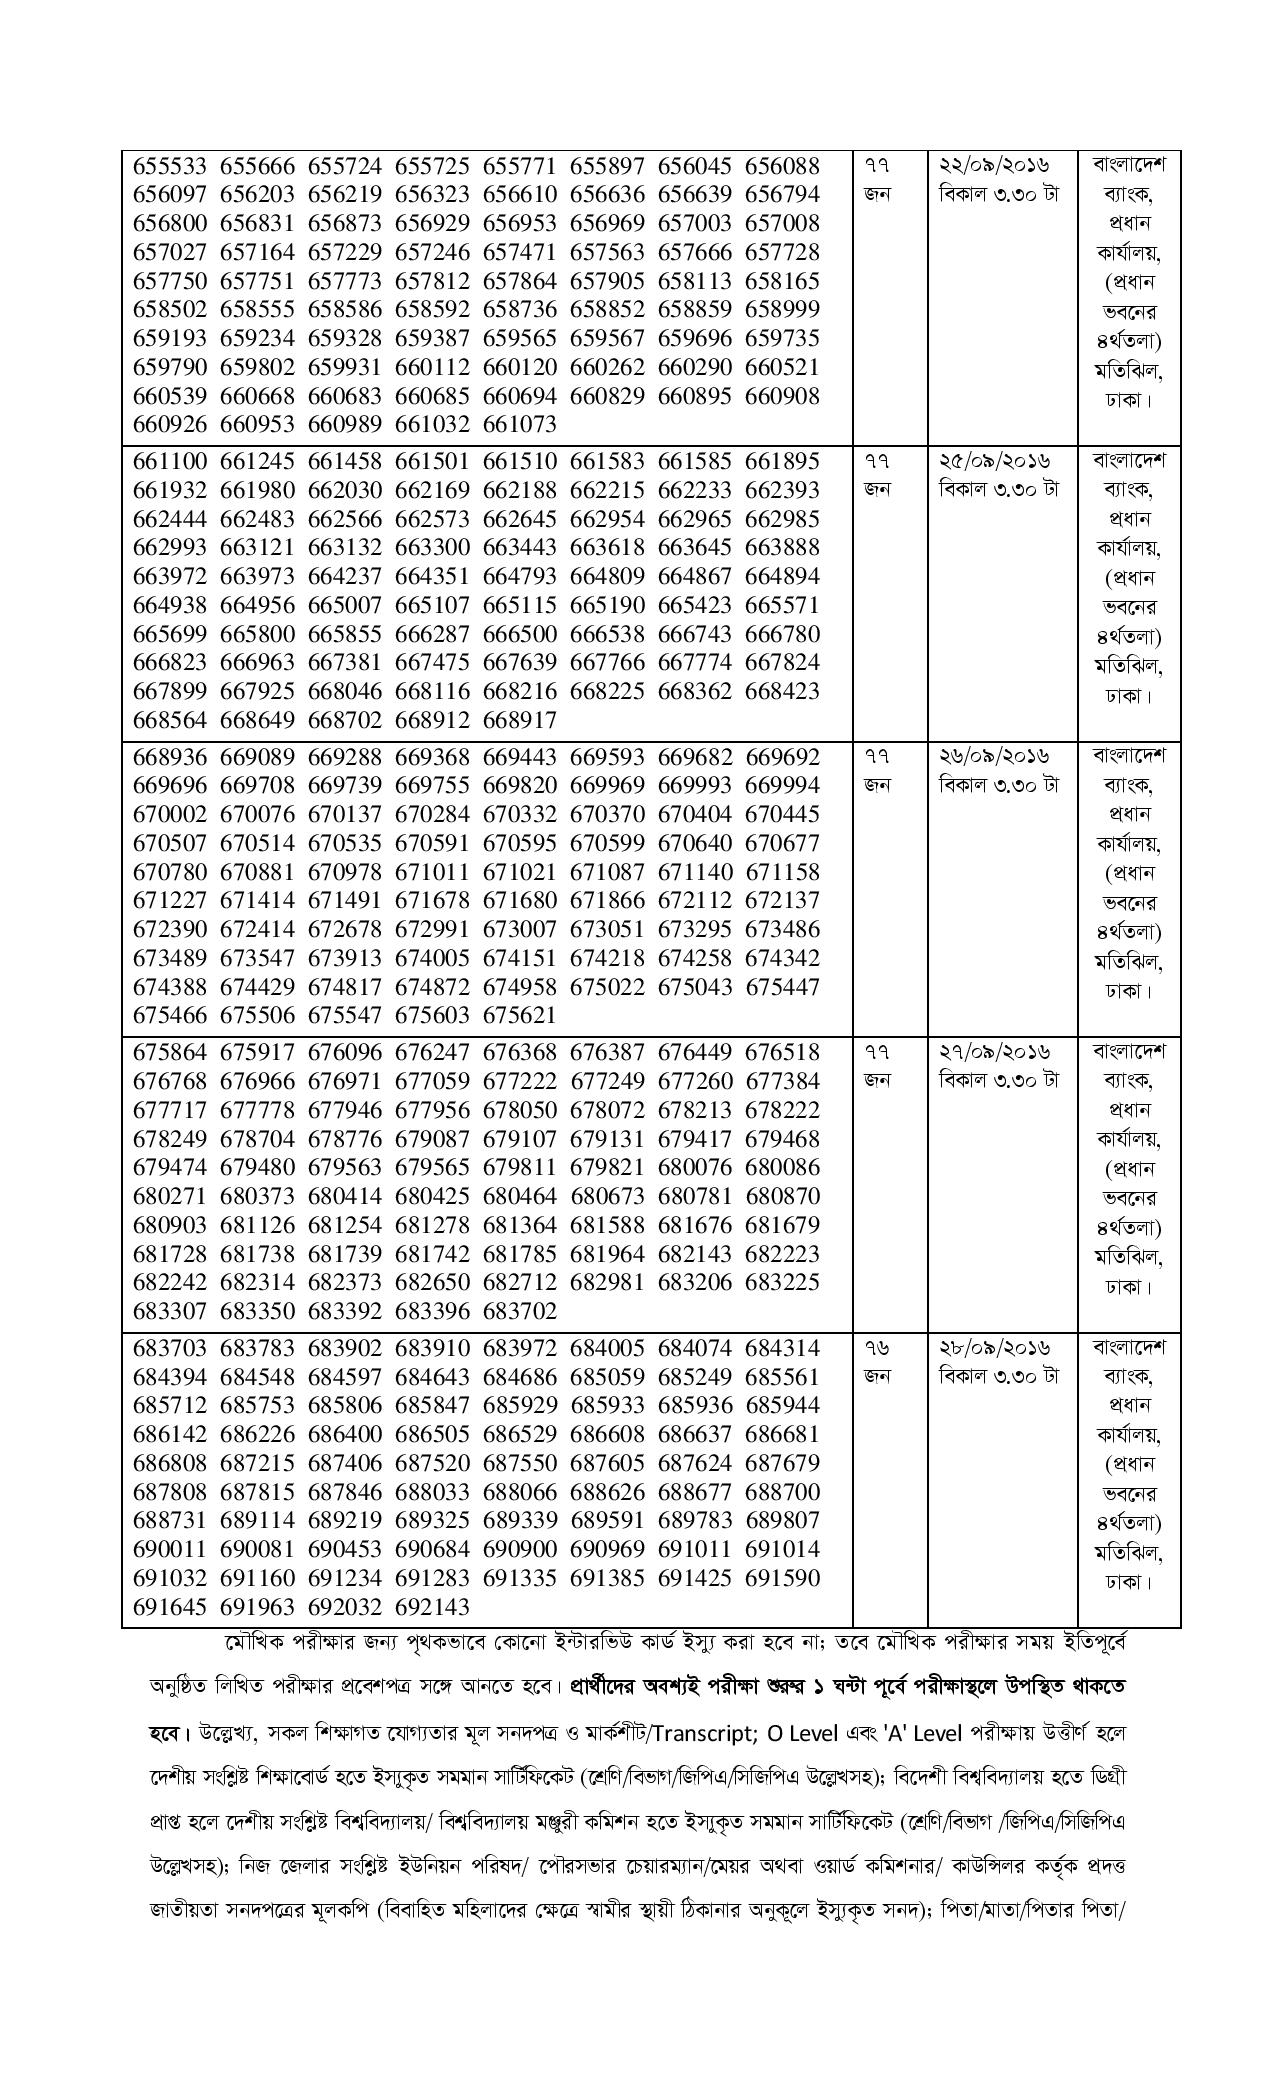 655533 655666 655724 655725 655771 655897 656045 656088 ৭৭ ২২/০৯/২০১৬ বাংলাদেশ
656097 656203 656219 656323 656610 656636 656639 656794 জন বিকাল ৩.৩০ টা ব্যাংক,
656800 656831 656873 656929 656953 656969 657003 657008 প্রধান
657027 657164 657229 657246 657471 657563 657666 657728 কার্যালয়,
657750 657751 657773 657812 657864 657905 658113 658165 (প্রধান
658502 658555 658586 658592 658736 658852 658859 658999 ভবনের
659193 659234 659328 659387 659565 659567 659696 659735 ৪র্থতলা)
659790 659802 659931 660112 660120 660262 660290 660521 মতিঝিল,
660539 660668 660683 660685 660694 660829 660895 660908 ঢাকা।
660926 660953 660989 661032 661073
661100 661245 661458 661501 661510 661583 661585 661895 ৭৭ ২৫/০৯/২০১৬ বাংলাদেশ
661932 661980 662030 662169 662188 662215 662233 662393 জন বিকাল ৩.৩০ টা ব্যাংক,
662444 662483 662566 662573 662645 662954 662965 662985 প্রধান
662993 663121 663132 663300 663443 663618 663645 663888 কার্যালয়,
663972 663973 664237 664351 664793 664809 664867 664894 (প্রধান
664938 664956 665007 665107 665115 665190 665423 665571 ভবনের
665699 665800 665855 666287 666500 666538 666743 666780 ৪র্থতলা)
666823 666963 667381 667475 667639 667766 667774 667824 মতিঝিল,
667899 667925 668046 668116 668216 668225 668362 668423 ঢাকা।
668564 668649 668702 668912 668917
668936 669089 669288 669368 669443 669593 669682 669692 ৭৭ ২৬/০৯/২০১৬ বাংলাদেশ
669696 669708 669739 669755 669820 669969 669993 669994 জন বিকাল ৩.৩০ টা ব্যাংক,
670002 670076 670137 670284 670332 670370 670404 670445 প্রধান
670507 670514 670535 670591 670595 670599 670640 670677 কার্যালয়,
670780 670881 670978 671011 671021 671087 671140 671158 (প্রধান
671227 671414 671491 671678 671680 671866 672112 672137 ভবনের
672390 672414 672678 672991 673007 673051 673295 673486 ৪র্থতলা)
673489 673547 673913 674005 674151 674218 674258 674342 মতিঝিল,
674388 674429 674817 674872 674958 675022 675043 675447 ঢাকা।
675466 675506 675547 675603 675621
675864 675917 676096 676247 676368 676387 676449 676518 ৭৭ ২৭/০৯/২০১৬ বাংলাদেশ
676768 676966 676971 677059 677222 677249 677260 677384 জন বিকাল ৩.৩০ টা ব্যাংক,
677717 677778 677946 677956 678050 678072 678213 678222 প্রধান
678249 678704 678776 679087 679107 679131 679417 679468 কার্যালয়,
679474 679480 679563 679565 679811 679821 680076 680086 (প্রধান
680271 680373 680414 680425 680464 680673 680781 680870 ভবনের
680903 681126 681254 681278 681364 681588 681676 681679 ৪র্থতলা)
681728 681738 681739 681742 681785 681964 682143 682223 মতিঝিল,
682242 682314 682373 682650 682712 682981 683206 683225 ঢাকা।
683307 683350 683392 683396 683702
683703 683783 683902 683910 683972 684005 684074 684314 ৭৬ ২৮/০৯/২০১৬ বাংলাদেশ
684394 684548 684597 684643 684686 685059 685249 685561 জন বিকাল ৩.৩০ টা ব্যাংক,
685712 685753 685806 685847 685929 685933 685936 685944 প্রধান
686142 686226 686400 686505 686529 686608 686637 686681 কার্যালয়,
686808 687215 687406 687520 687550 687605 687624 687679 (প্রধান
687808 687815 687846 688033 688066 688626 688677 688700 ভবনের
688731 689114 689219 689325 689339 689591 689783 689807 ৪র্থতলা)
690011 690081 690453 690684 690900 690969 691011 691014 মতিঝিল,
691032 691160 691234 691283 691335 691385 691425 691590 ঢাকা।
691645 691963 692032 692143
মৌখিক পরীক্ষার জন্য পৃথকভাবে কোনো ইন্টারভিউ কার্ড ইস্যু করা হবে না; তবে মৌখিক পরীক্ষার সময় ইতিপূর্বে
অনুষ্ঠিত লিখিত পরীক্ষার প্রবেশপত্র সঙ্গে আনতে হবে। প্রার্থীদের অবশ্যই পরীক্ষা শুরুর ১ ঘন্টা পূর্বে পরীক্ষাস্থলে উপস্থিত থাকতে
হবে। উল্লেখ্য, সকল শিক্ষাগত যোগ্যতার মূল সনদপত্র ও মার্কশীট/Transcript; O Level এবং 'A' Level পরীক্ষায় উত্তীর্ণ হলে
দেশীয় সংশ্লিষ্ট শিক্ষাবোর্ড হতে ইস্যুকৃত সমমান সার্টিফিকেট (শ্রেণি/বিভাগ/জিপিএ/সিজিপিএ উল্লেখসহ); বিদেশী বিশ্ববিদ্যালয় হতে ডিগ্রী
প্রাপ্ত হলে দেশীয় সংশ্লিষ্ট বিশ্ববিদ্যালয়/ বিশ্ববিদ্যালয় মঞ্জুরী কমিশন হতে ইস্যুকৃত সমমান সার্টিফিকেট (শ্রেণি/বিভাগ /জিপিএ/সিজিপিএ
উল্লেখসহ); নিজ জেলার সংশ্লিষ্ট ইউনিয়ন পরিষদ/ পৌরসভার চেয়ারম্যান/মেয়র অথবা ওয়ার্ড কমিশনার/ কাউন্সিলর কর্তৃক প্রদত্ত
জাতীয়তা সনদপত্রের মূলকপি (বিবাহিত মহিলাদের ক্ষেত্রে স্বামীর স্থায়ী ঠিকানার অনুকূলে ইস্যুকৃত সনদ); পিতা/মাতা/পিতার পিতা/